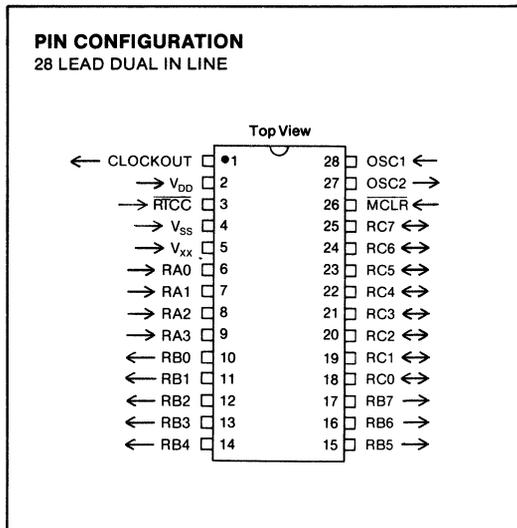 PIN CONFIGURATION
28 LEAD DUAL IN LINE
Top View
CLOCKOUT 1 28 OSC1
VDD 2 27 OSC2
RTCC 3 26 MCLR
VSS 4 25 RC7
VXX 5 24 RC6
RA0 6 23 RC5
RA1 7 22 RC4
RA2 8 21 RC3
RA3 9 20 RC2
RB0 10 19 RC1
RB1 11 18 RC0
RB2 12 17 RB7
RB3 13 16 RB6
RB4 14 15 RB5